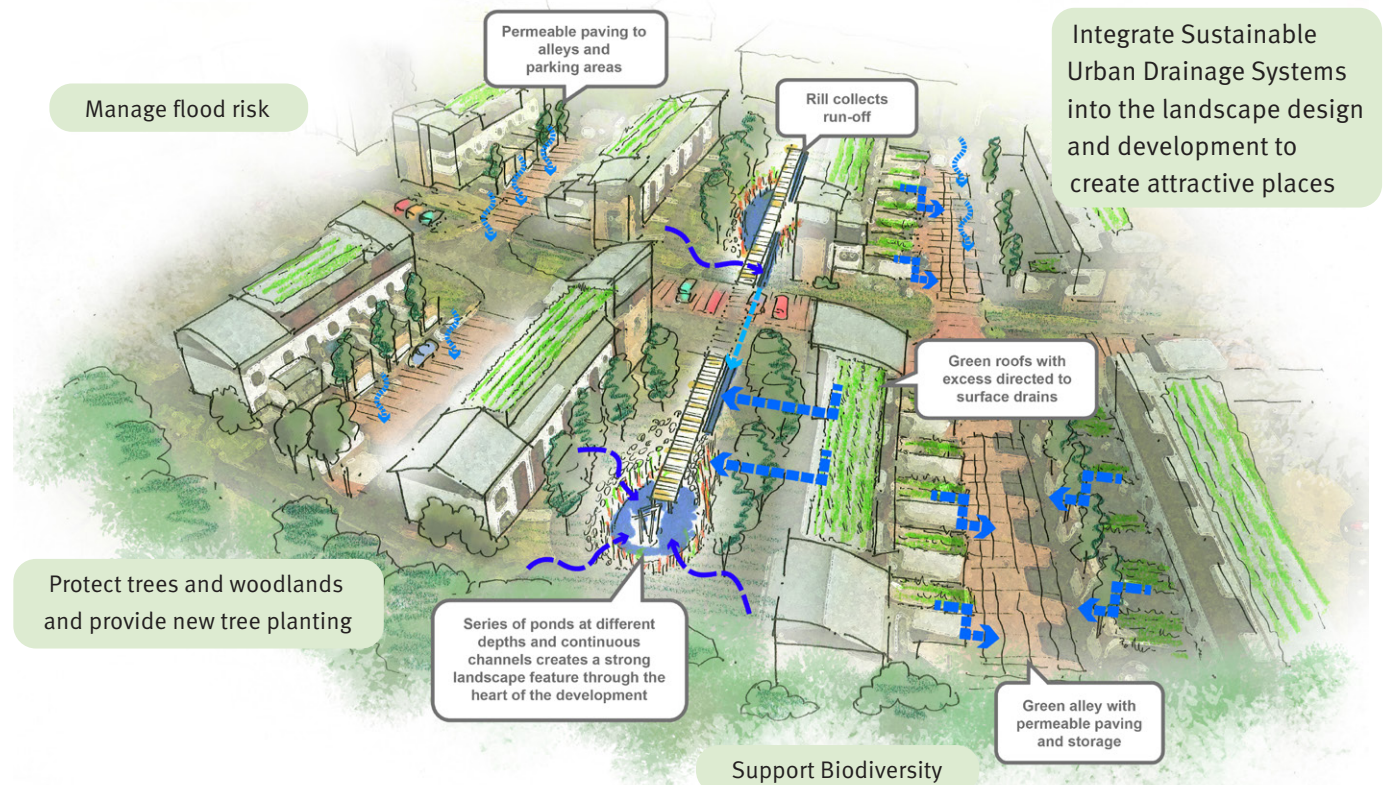 Permeable paving to
alleys and
parking areas
Integrate Sustainable
Urban Drainage Systems
into the landscape design
and development to
create attractive places
Manage flood risk
Rill collects
run-off
Green roofs with
excess directed to
surface drains
Protect trees and woodlands
and provide new tree planting
Series of ponds at different
depths and continuous
channels creates a strong
landscape feature through the
heart of the development
Green alley with
permeable paving
and storage
Support Biodiversity